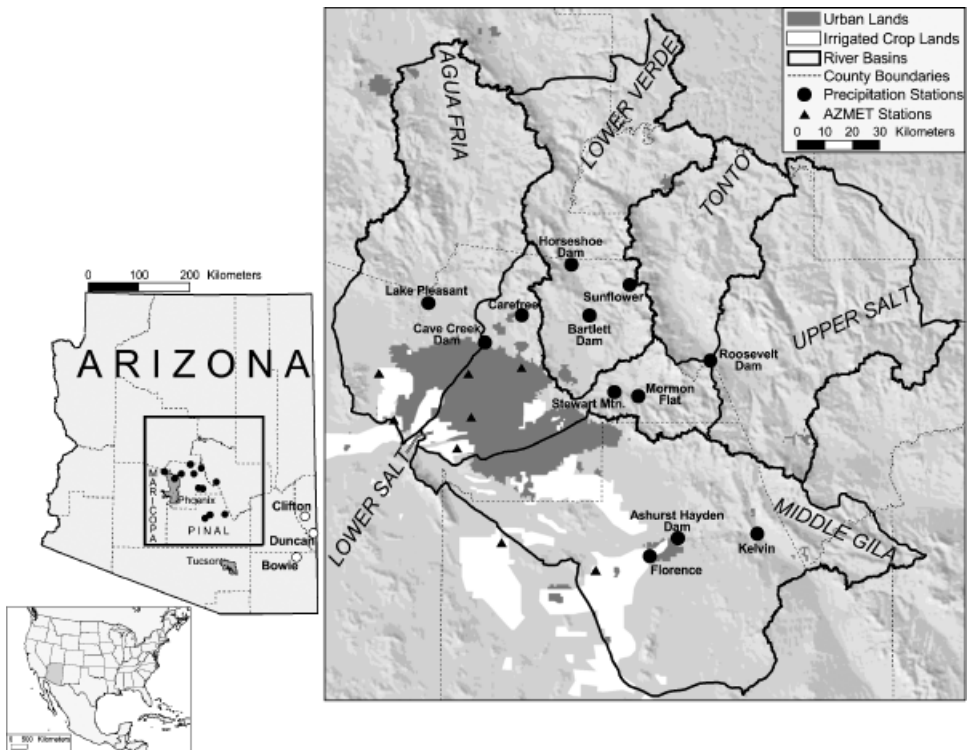 Urban Lands
Irrigated Crop Lands
River Basins
County Boundaries
Precipitation Stations
AZMET Stations
0 10 20 30 Kilometers
AGUA FRIA
LOWER VERDE
TONTO
UPPER SALT
Horseshoe
Dam
Lake Pleasant
Carefree
Sunflower
Cave Creek
Dam
Bartlett
Dam
Roosevelt
Dam
Stewart Mtn.
Mormon
Flat
LOWER SALT
MIDDLE GILA
Ashurst Hayden
Dam
Kelvin
Florence
0 100 200 Kilometers
ARIZONA
MARICOPA
Phoenix
PINAL
Clifton
Duncan
Bowie
Tucson
0 500 Kilometers